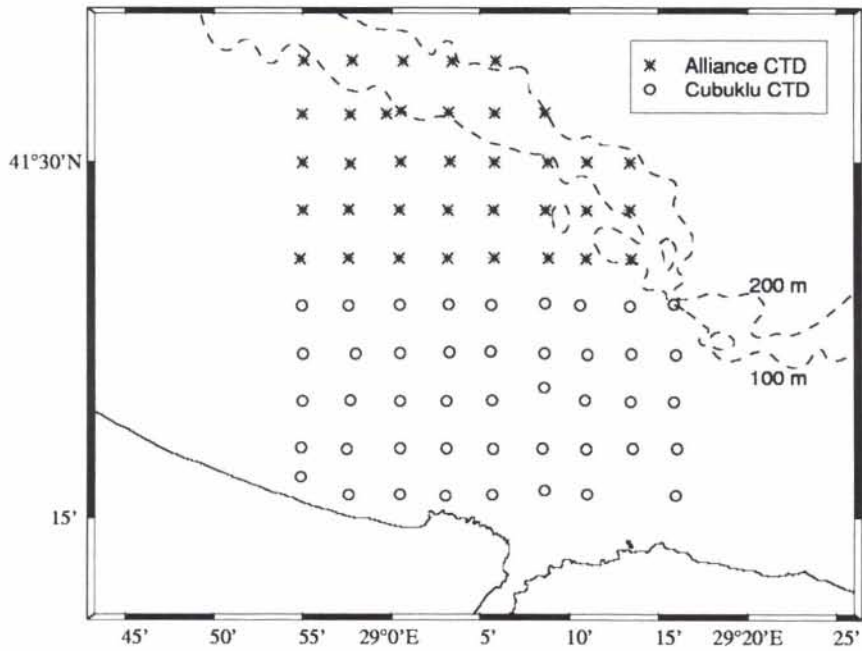 Alliance CTD
Cubuklu CTD
41°30'N
200 m
100 m
15'
45'
50'
55'
29°0'E
5'
10'
15'
29°20'E
25'